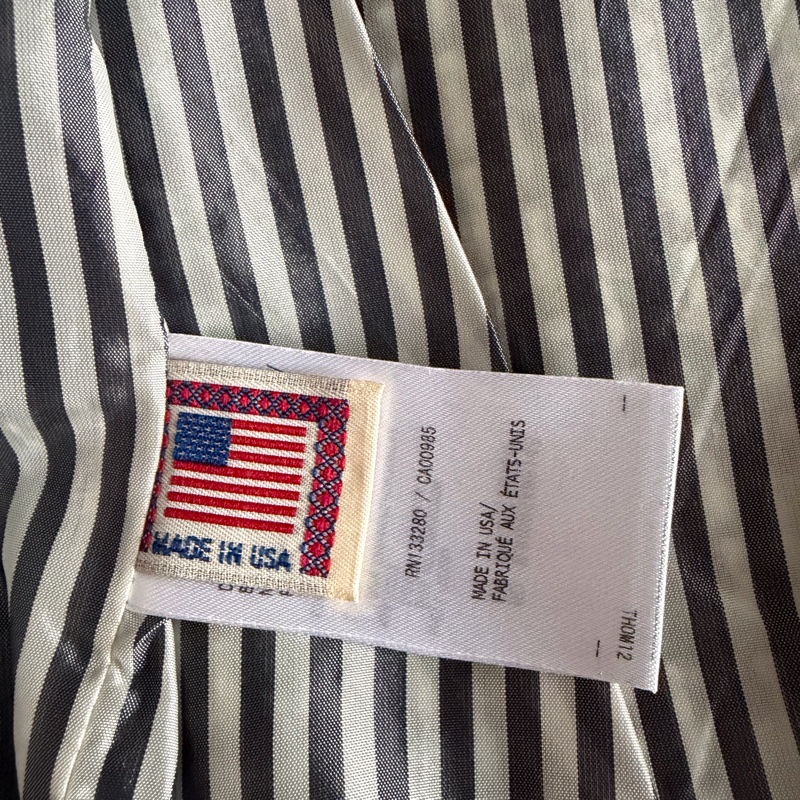 MADE IN USA
RN133280 / CA00985
MADE IN USA/
FABRIQUÉ AUX ÉTATS-UNIS
THOM12